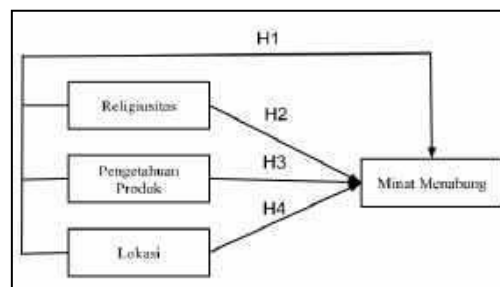 H1
Religiusitas
H2
Pengetahuan
Produk
H3
Minat Menabung
H4
Lokasi